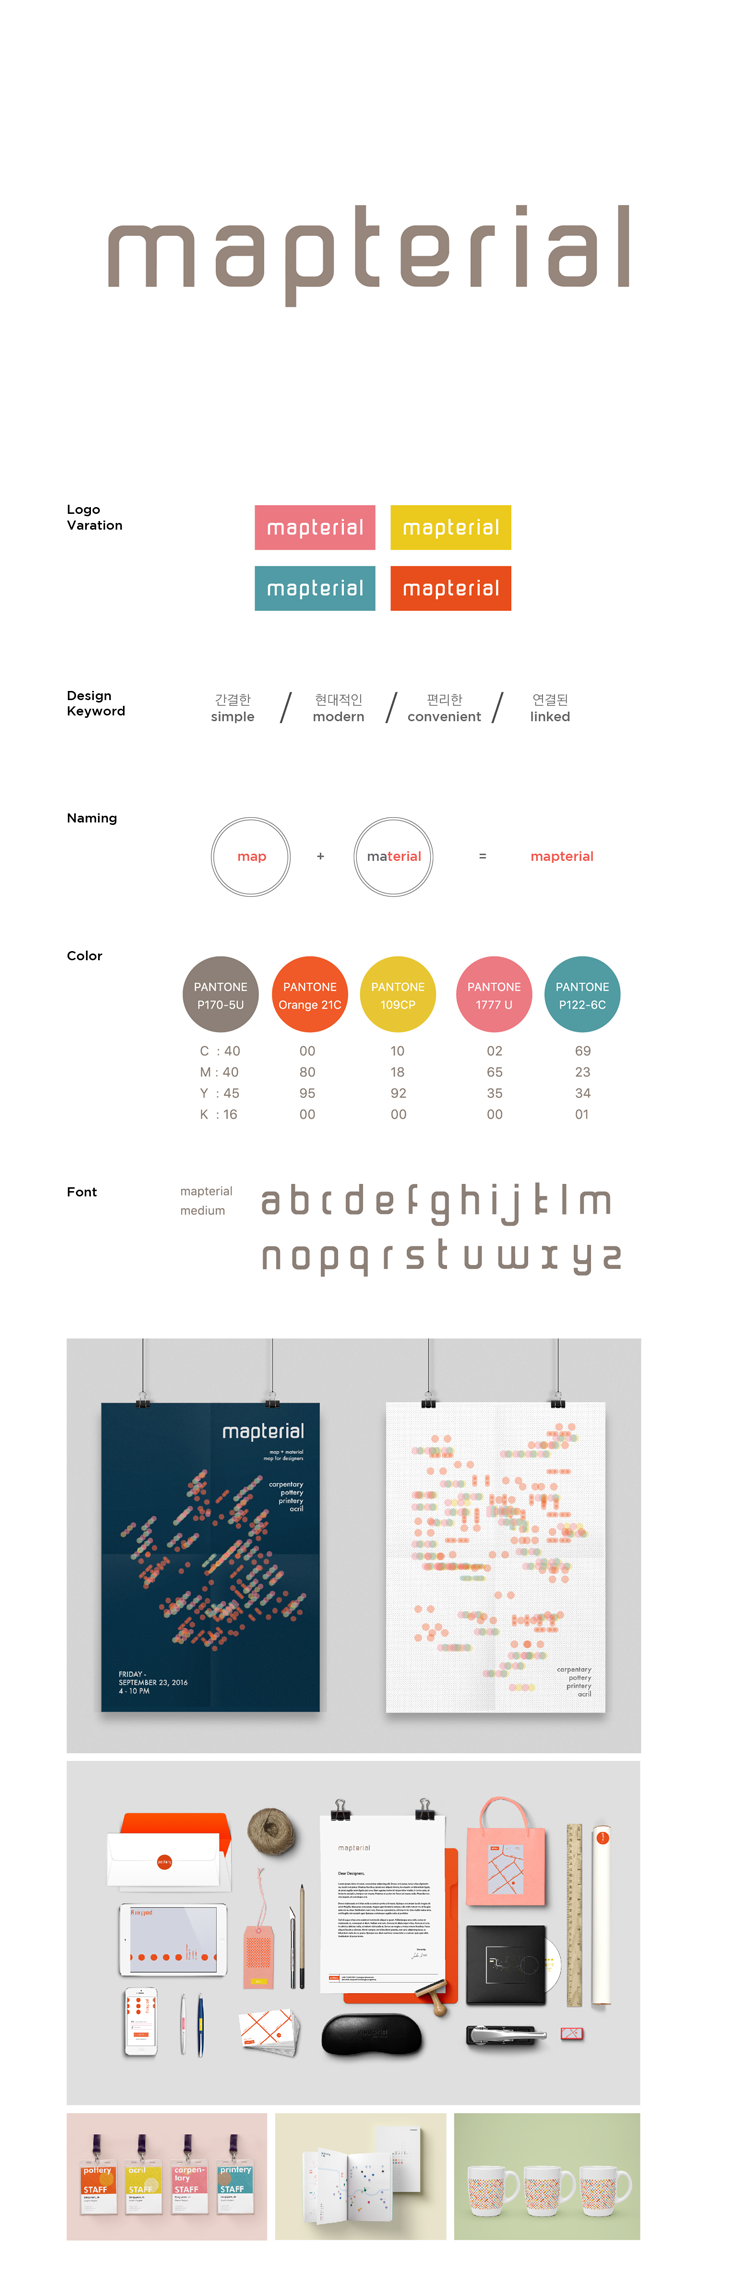 mapterial
Logo
Varation
mapterial
mapterial
mapterial
mapterial
Design
Keyword
간결한
simple
/
현대적인
modern
/
편리한
convenient
/
연결된
linked
Naming
map
+
material
=
mapterial
Color
PANTONE
P170-5U
PANTONE
Orange 21C
PANTONE
109CP
PANTONE
1777 U
PANTONE
P122-6C
C : 40 00 10 02 69
M : 40 80 18 65 23
Y : 45 95 92 35 34
K : 16 00 00 00 01
Font
mapterial
medium
a b c d e f g h i j k l m
n o p q r s t u w x y z
mapterial
map + material
map for designers
carpentary
pottery
printery
acril
FRIDAY -
SEPTEMBER 23, 2016
4 - 10 PM
carpentary
pottery
printery
acril
mapterial
Dear Designers,
pottery
STAFF
acril
STAFF
carpen-
tary
STAFF
printery
STAFF